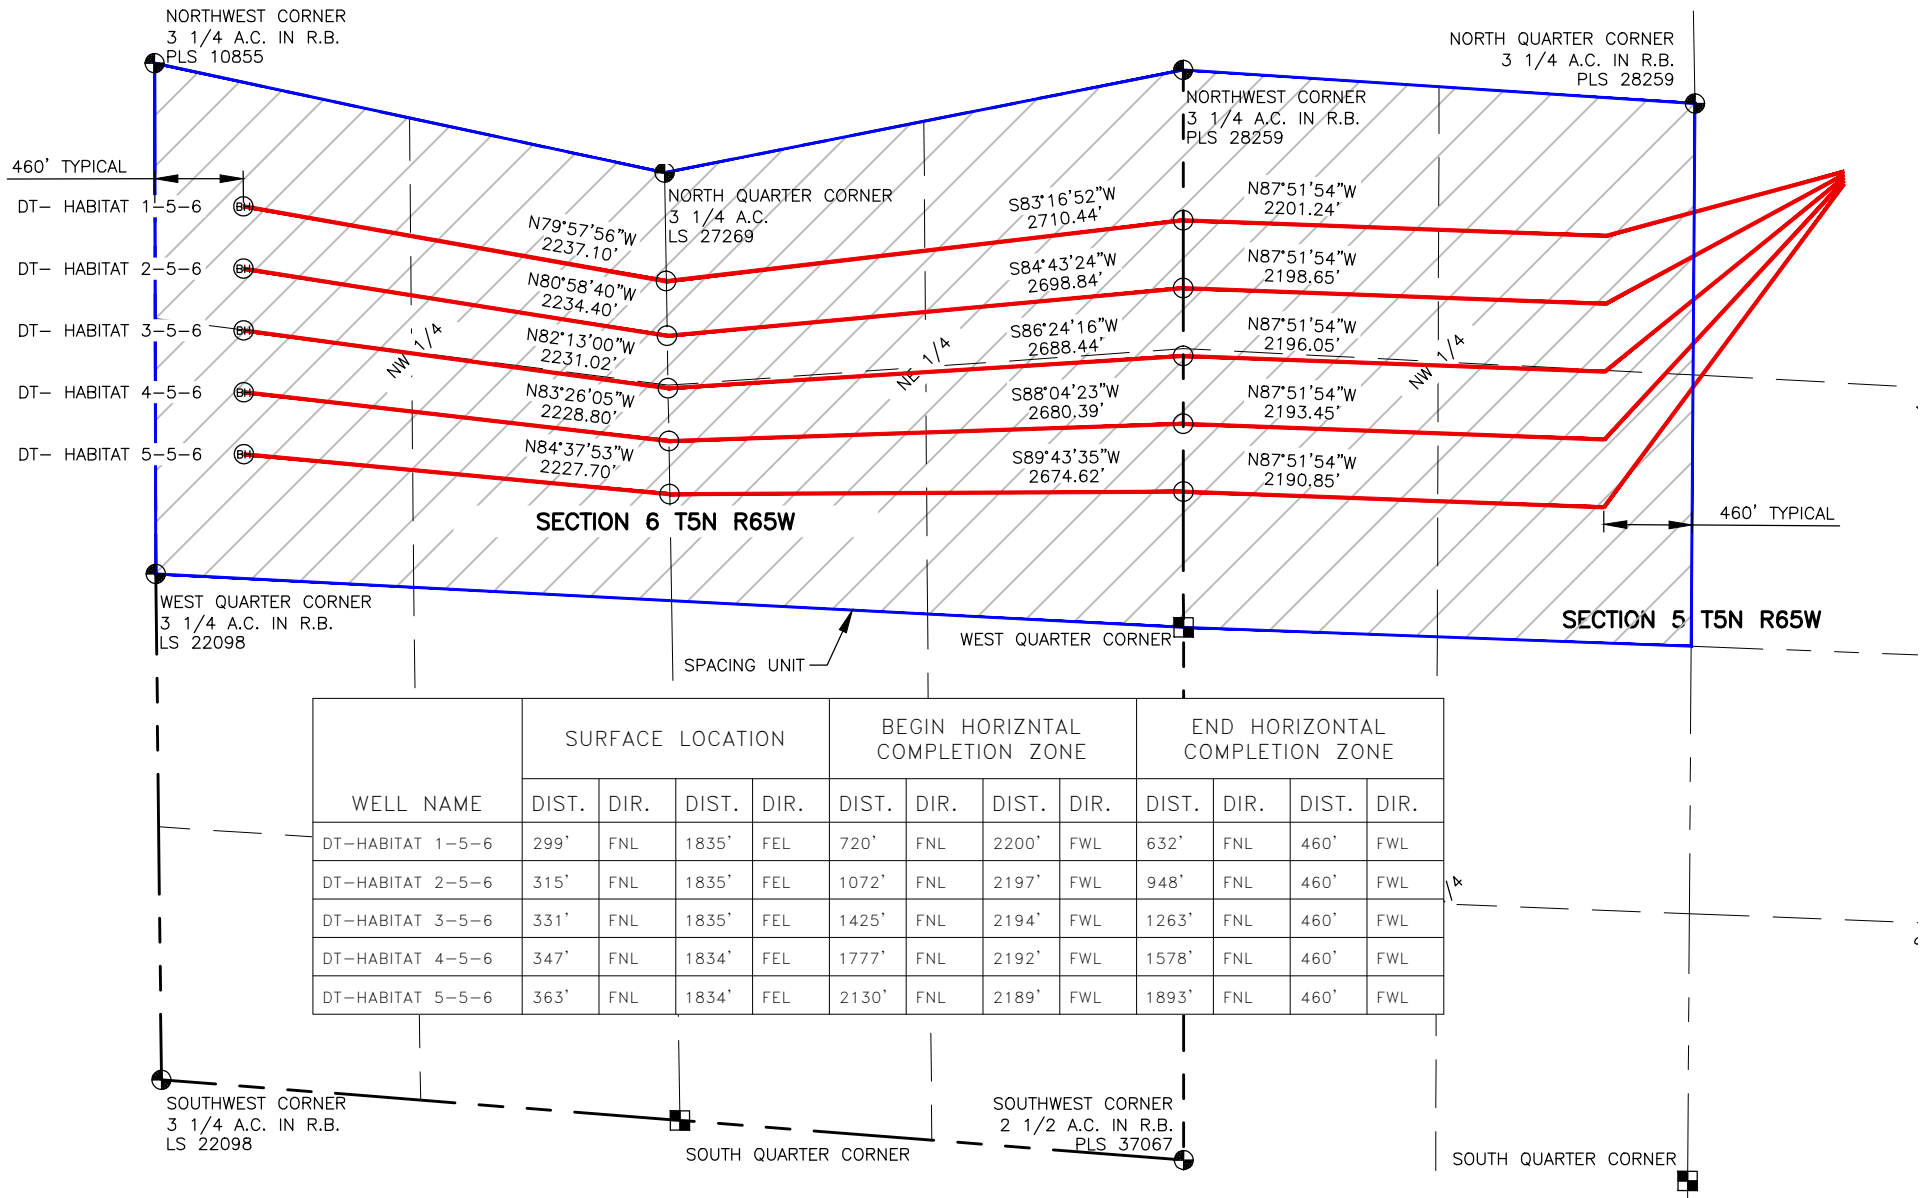 NORTHWEST CORNER
3 1/4 A.C. IN R.B.
PLS 10855
NORTH QUARTER CORNER
3 1/4 A.C. IN R.B.
PLS 28259
NORTHWEST CORNER
3 1/4 A.C. IN R.B.
PLS 28259
460' TYPICAL
NORTH QUARTER CORNER
3 1/4 A.C.
LS 27269
DT- HABITAT 1-5-6
BH
N79°57'56"W
2237.10'
S83°16'52"W
2710.44'
N87°51'54"W
2201.24'
DT- HABITAT 2-5-6
BH
N80°58'40"W
2234.40'
S84°43'24"W
2698.84'
N87°51'54"W
2198.65'
DT- HABITAT 3-5-6
BH
N82°13'00"W
2231.02'
S86°24'16"W
2688.44'
N87°51'54"W
2196.05'
NW 1/4
NE 1/4
NW 1/4
DT- HABITAT 4-5-6
BH
N83°26'05"W
2228.80'
S88°04'23"W
2680.39'
N87°51'54"W
2193.45'
DT- HABITAT 5-5-6
BH
N84°37'53"W
2227.70'
S89°43'35"W
2674.62'
N87°51'54"W
2190.85'
SECTION 6 T5N R65W
460' TYPICAL
WEST QUARTER CORNER
3 1/4 A.C. IN R.B.
LS 22098
SECTION 5 T5N R65W
WEST QUARTER CORNER
SPACING UNIT
SURFACE LOCATION
BEGIN HORIZNTAL
COMPLETION ZONE
END HORIZONTAL
COMPLETION ZONE
WELL NAME DIST. DIR. DIST. DIR. DIST. DIR. DIST. DIR. DIST. DIR. DIST. DIR.
DT-HABITAT 1-5-6 299' FNL 1835' FEL 720' FNL 2200' FWL 632' FNL 460' FWL
DT-HABITAT 2-5-6 315' FNL 1835' FEL 1072' FNL 2197' FWL 948' FNL 460' FWL
DT-HABITAT 3-5-6 331' FNL 1835' FEL 1425' FNL 2194' FWL 1263' FNL 460' FWL
DT-HABITAT 4-5-6 347' FNL 1834' FEL 1777' FNL 2192' FWL 1578' FNL 460' FWL
DT-HABITAT 5-5-6 363' FNL 1834' FEL 2130' FNL 2189' FWL 1893' FNL 460' FWL
/4
SOUTHWEST CORNER
3 1/4 A.C. IN R.B.
LS 22098
SOUTH QUARTER CORNER
SOUTHWEST CORNER
2 1/2 A.C. IN R.B.
PLS 37067
SOUTH QUARTER CORNER